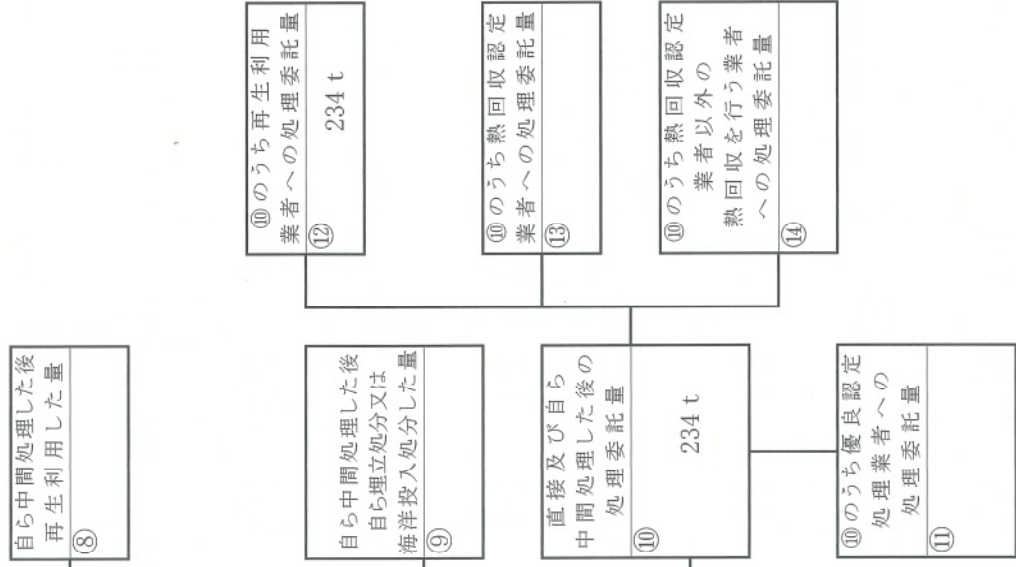 自ら中間処理した後
再生利用した量
⑧
自ら中間処理した後
自ら埋立処分又は
海洋投入処分した量
⑨
直接及び自ら
中間処理した後の
処理委託量
⑩
234 t
⑩のうち優良認定
処理業者への
処理委託量
⑪
⑩のうち再生利用
業者への処理委託量
⑫
234 t
⑩のうち熱回収認定
業者への処理委託量
⑬
⑩のうち熱回収認定
業者以外の
熱回収を行う業者
への処理委託量
⑭